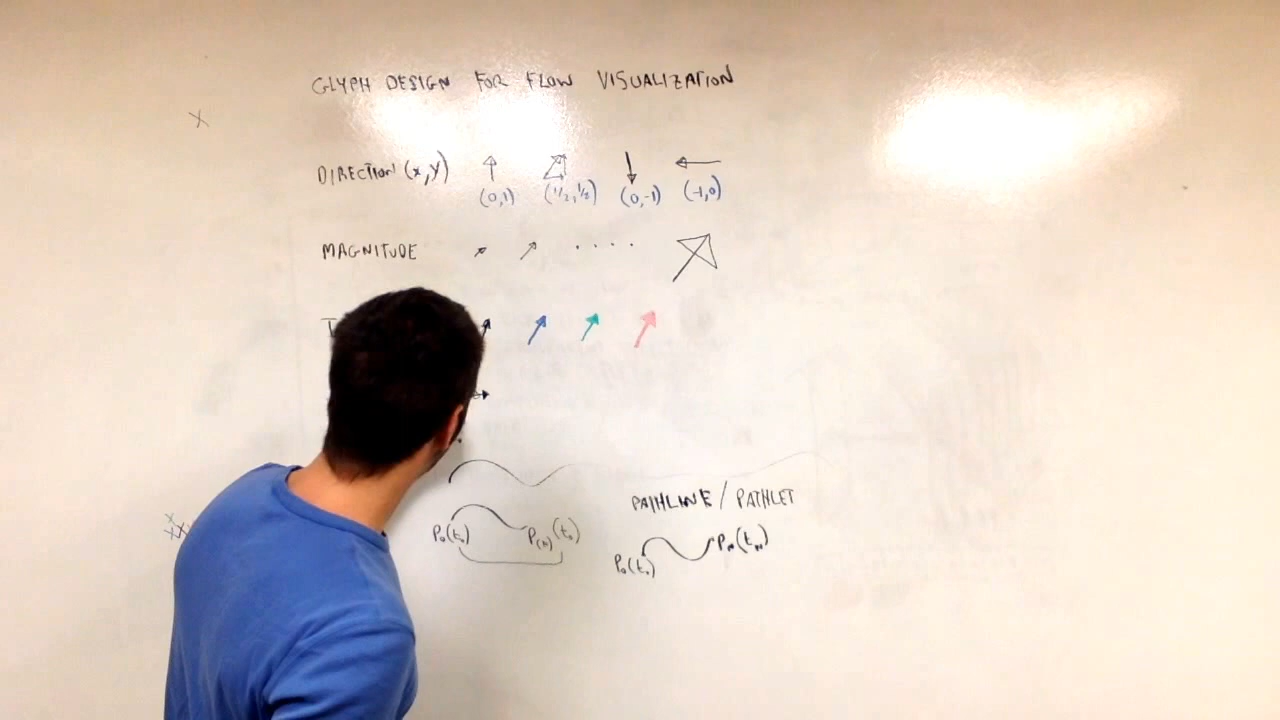 GLYPH DESIGN FOR FLOW VISUALIZATION
DIRECTION (x,y)
(0,1) (1/2,1/2) (0,-1) (-1,0)
MAGNITUDE
PATHLINE / PATHLET
P₀(t₀) P(N)(t₀)
P₀(t₀) PN(tN)